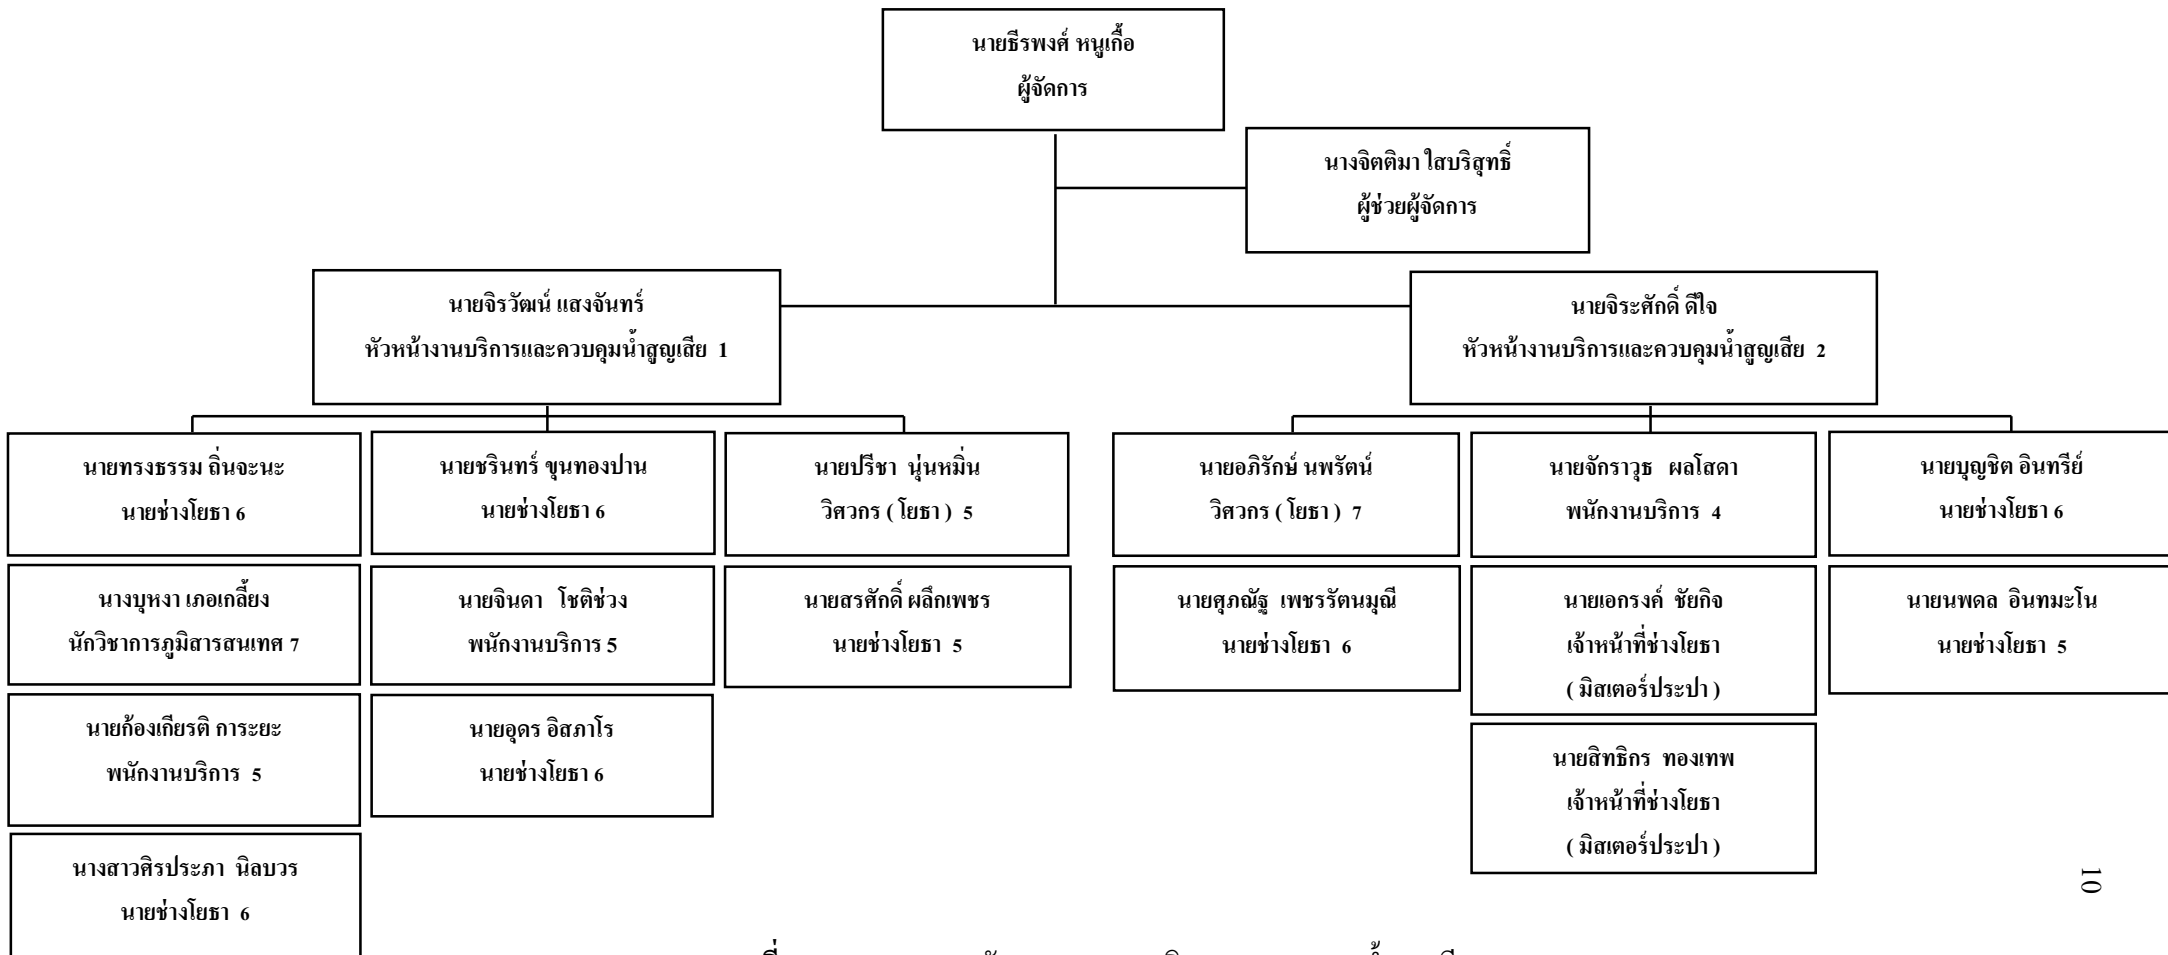 นายธีรพงศ์ หนูเกื้อ
ผู้จัดการ
นางจิตติมา ใสบริสุทธิ์
ผู้ช่วยผู้จัดการ
นายจิรวัฒน์ แสงจันทร์
หัวหน้างานบริการและควบคุมน้ำสูญเสีย 1
นายจิระศักดิ์ ดีใจ
หัวหน้างานบริการและควบคุมน้ำสูญเสีย 2
นายทรงธรรม ถิ่นจะนะ
นายช่างโยธา 6
นายชรินทร์ ขุนทองปาน
นายช่างโยธา 6
นายปรีชา นุ่นหมิ่น
วิศวกร ( โยธา ) 5
นายอภิรักษ์ นพรัตน์
วิศวกร ( โยธา ) 7
นายจักราวุธ ผลโสดา
พนักงานบริการ 4
นายบุญชิต อินทรีย์
นายช่างโยธา 6
นางบุหงา เภอเกลี้ยง
นักวิชาการภูมิสารสนเทศ 7
นายจินดา โชติช่วง
พนักงานบริการ 5
นายสรศักดิ์ ผลึกเพชร
นายช่างโยธา 5
นายศุภณัฐ เพชรรัตนมุณี
นายช่างโยธา 6
นายเอกรงค์ ชัยกิจ
เจ้าหน้าที่ช่างโยธา
( มิสเตอร์ประปา )
นายนพดล อินทมะโน
นายช่างโยธา 5
นายก้องเกียรติ การะยะ
พนักงานบริการ 5
นายอุดร อิสภาโร
นายช่างโยธา 6
นายสิทธิกร ทองเทพ
เจ้าหน้าที่ช่างโยธา
( มิสเตอร์ประปา )
นางสาวศิรประภา นิลบวร
นายช่างโยธา 6
10